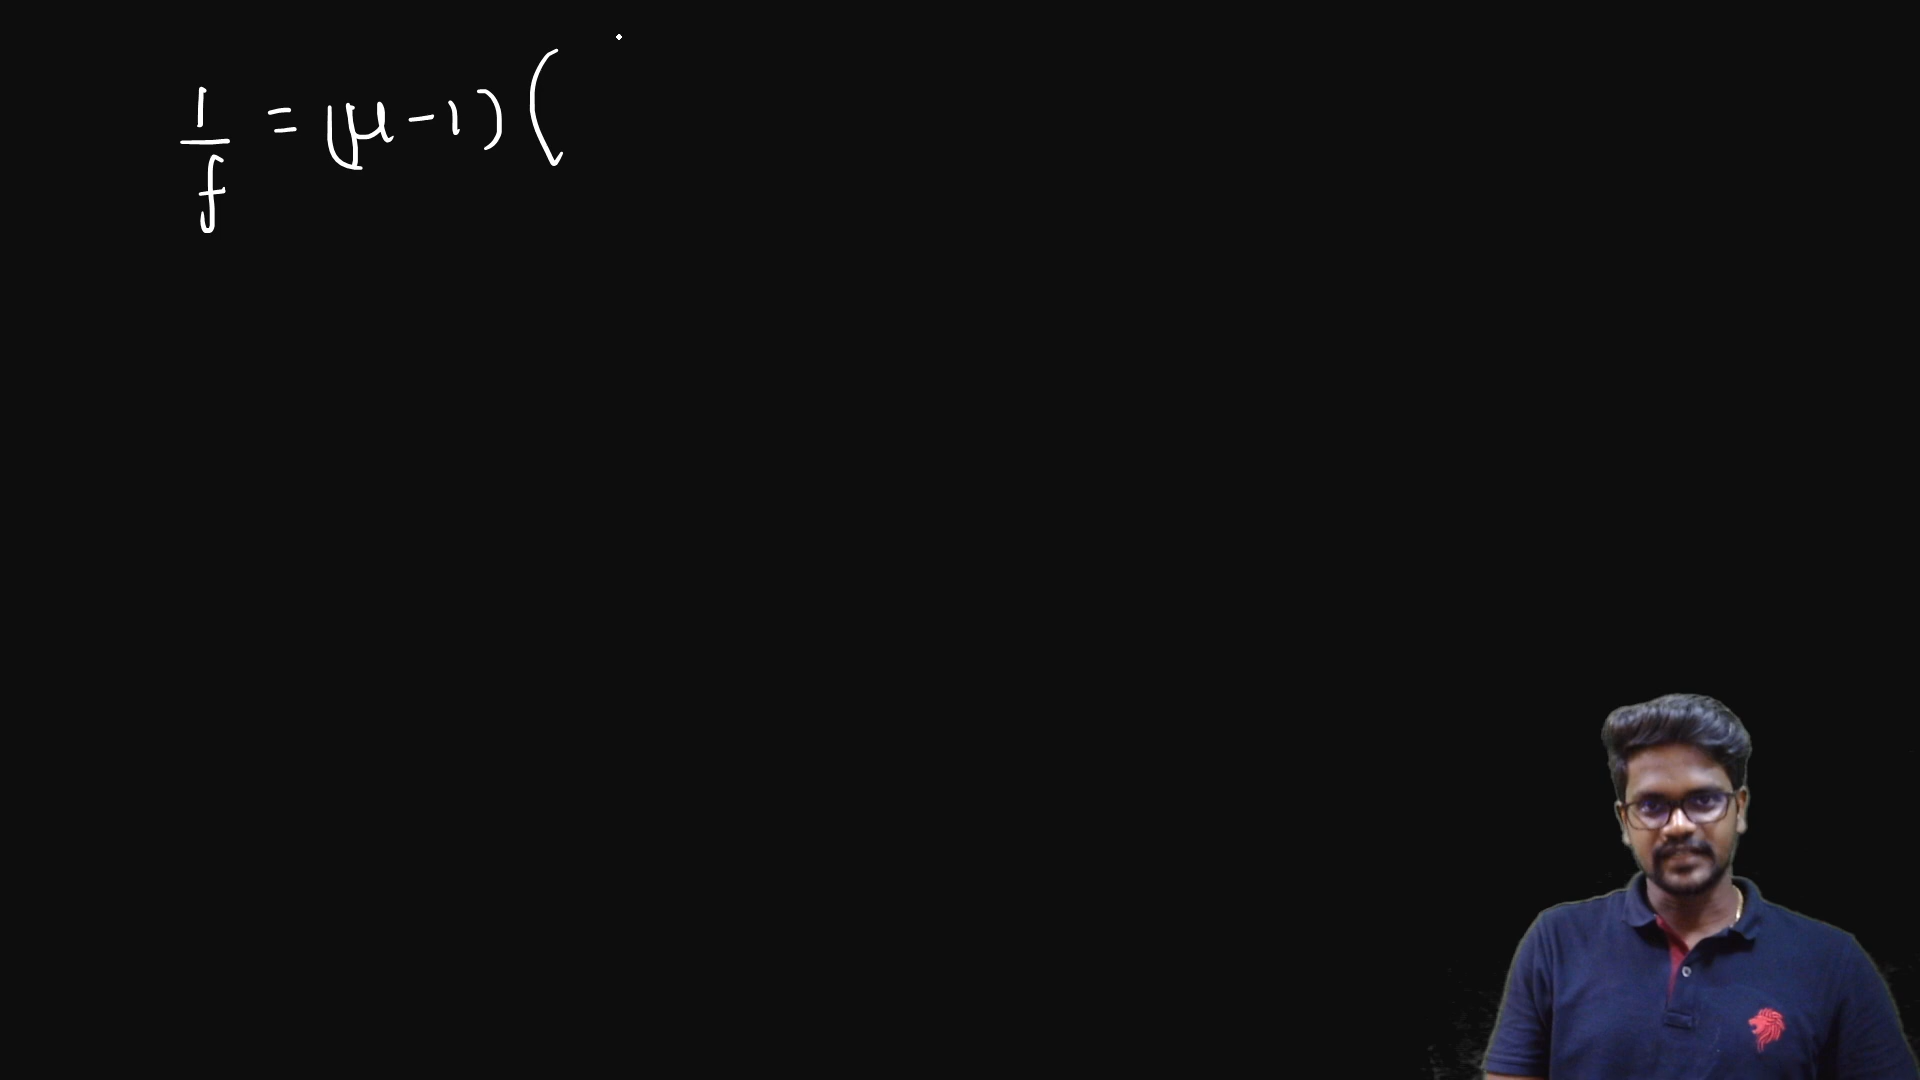 1/f = (μ-1) (